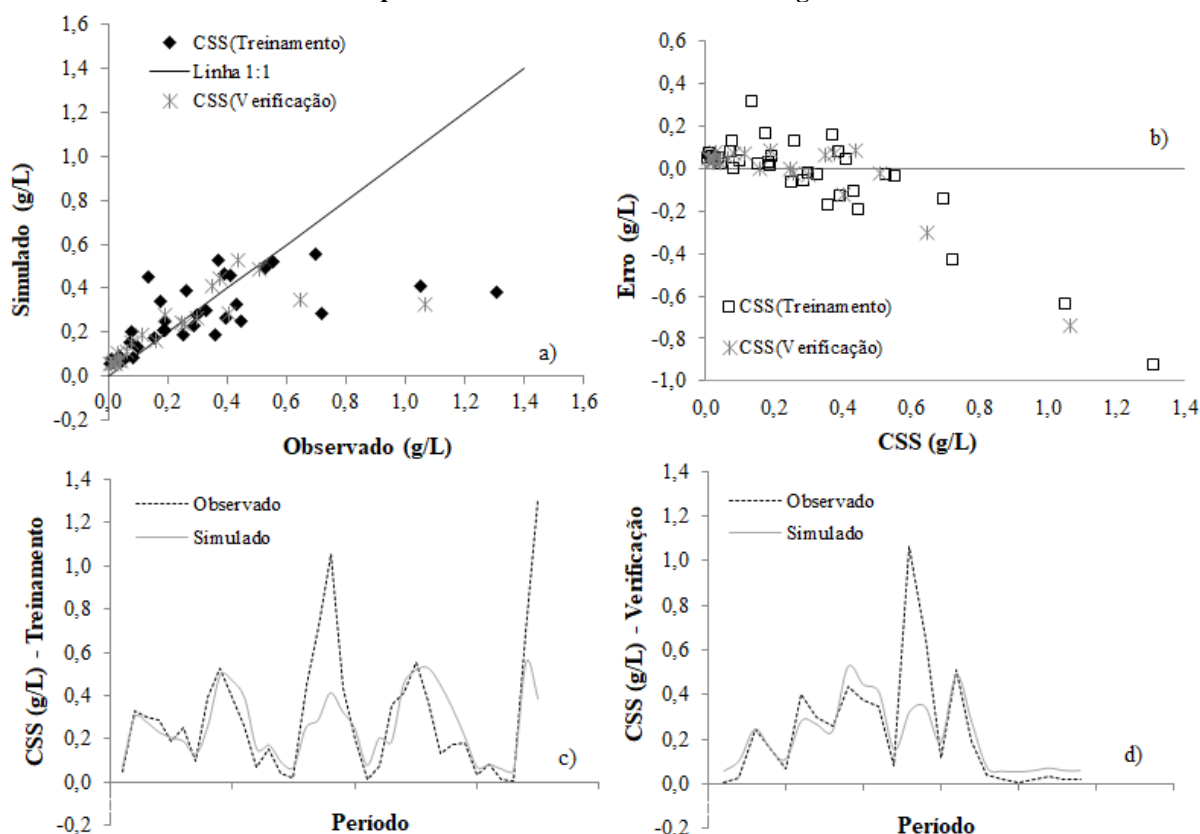 1,6
1,4
1,2
1,0
0,8
0,6
0,4
0,2
0,0
-0,2
Simulado (g/L)
CSS(Treinamento)
Linha 1:1
CSS(Verificação)
a)
0,0 0,2 0,4 0,6 0,8 1,0 1,2 1,4 1,6
Observado (g/L)
0,6
0,4
0,2
0,0
-0,2
-0,4
-0,6
-0,8
-1,0
Erro (g/L)
b)
CSS(Treinamento)
CSS(Verificação)
0,0 0,2 0,4 0,6 0,8 1,0 1,2 1,4
CSS (g/L)
1,4
1,2
1,0
0,8
0,6
0,4
0,2
0,0
-0,2
CSS (g/L) - Treinamento
Observado
Simulado
c)
Período
1,4
1,2
1,0
0,8
0,6
0,4
0,2
0,0
-0,2
CSS (g/L) - Verificação
Observado
Simulado
d)
Período